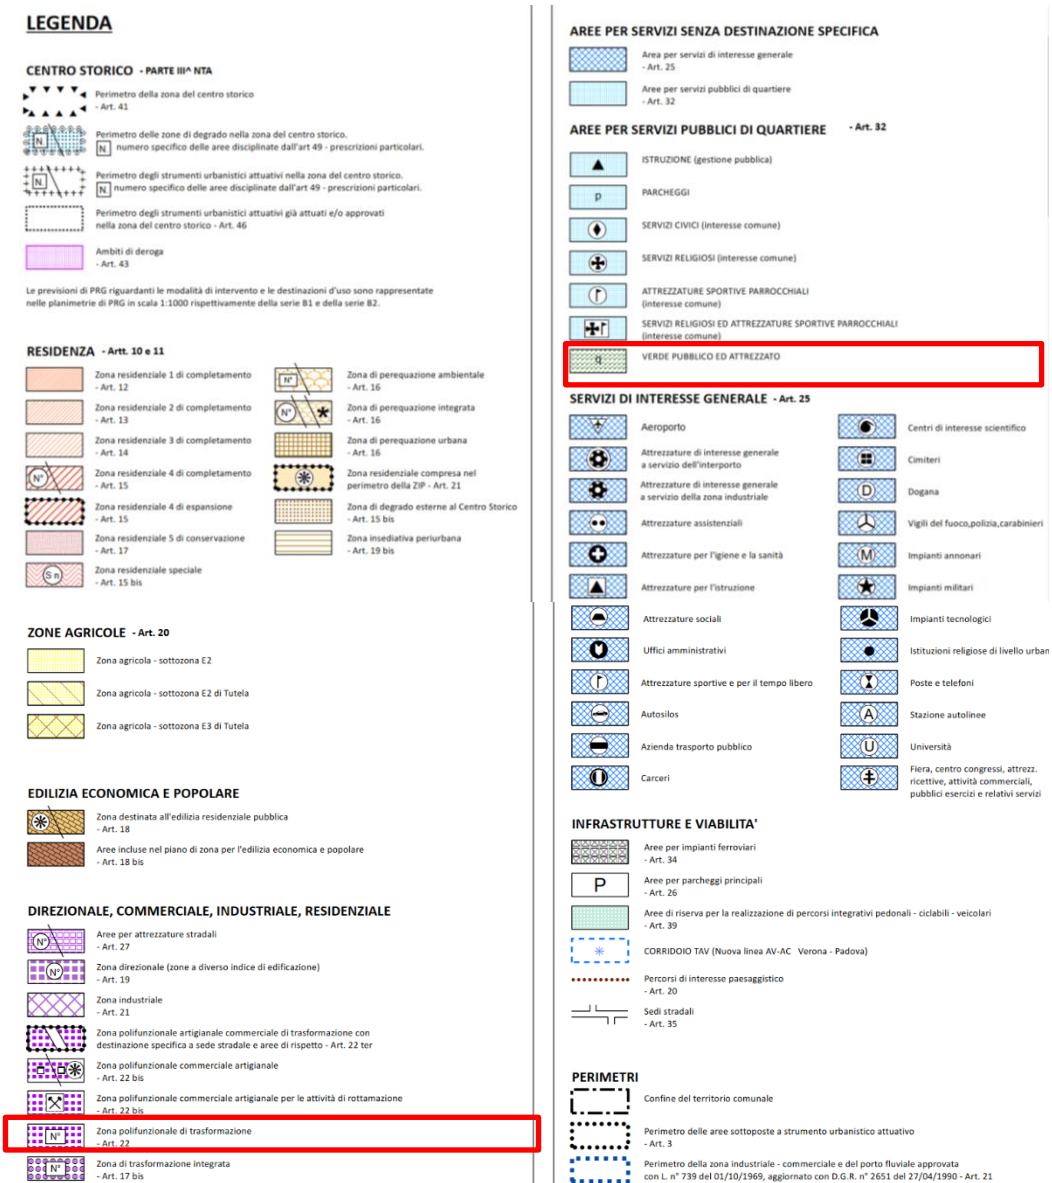 LEGENDA
CENTRO STORICO - PARTE III^ NTA
Perimetro della zona del centro storico
- Art. 41
Perimetro delle zone di degrado nella zona del centro storico.
N. N. numero specifico delle aree disciplinate dall'art 49 - prescrizioni particolari.
Perimetro degli strumenti urbanistici attuativi nella zona del centro storico.
N. N. numero specifico delle aree disciplinate dall'art 49 - prescrizioni particolari.
Perimetro degli strumenti urbanistici attuativi già attuati e/o approvati
nella zona del centro storico - Art. 46
Ambiti di deroga
- Art. 43
Le previsioni di PRG riguardanti le modalità di intervento e le destinazioni d'uso sono rappresentate
nelle planimetrie di PRG in scala 1:1000 rispettivamente della serie B1 e della serie B2.
RESIDENZA - Artt. 10 e 11
Zona residenziale 1 di completamento
- Art. 12
Zona residenziale 2 di completamento
- Art. 13
Zona residenziale 3 di completamento
- Art. 14
N° Zona residenziale 4 di completamento
- Art. 15
Zona residenziale 4 di espansione
- Art. 15
Zona residenziale 5 di conservazione
- Art. 17
S n Zona residenziale speciale
- Art. 15 bis
N° Zona di perequazione ambientale
- Art. 16
N° Zona di perequazione integrata
- Art. 16
Zona di perequazione urbana
- Art. 16
Zona residenziale compresa nel
perimetro della ZIP - Art. 21
Zona di degrado esterne al Centro Storico
- Art. 15 bis
Zona insediativa periurbana
- Art. 19 bis
ZONE AGRICOLE - Art. 20
Zona agricola - sottozona E2
Zona agricola - sottozona E2 di Tutela
Zona agricola - sottozona E3 di Tutela
EDILIZIA ECONOMICA E POPOLARE
Zona destinata all'edilizia residenziale pubblica
- Art. 18
Aree incluse nel piano di zona per l'edilizia economica e popolare
- Art. 18 bis
DIREZIONALE, COMMERCIALE, INDUSTRIALE, RESIDENZIALE
N° Aree per attrezzature stradali
- Art. 27
N° Zona direzionale (zone a diverso indice di edificazione)
- Art. 19
Zona industriale
- Art. 21
Zona polifunzionale artigianale commerciale di trasformazione con
destinazione specifica a sede stradale e aree di rispetto - Art. 22 ter
Zona polifunzionale commerciale artigianale
- Art. 22 bis
Zona polifunzionale commerciale artigianale per le attività di rottamazione
- Art. 22 bis
N° Zona polifunzionale di trasformazione
- Art. 22
N° Zona di trasformazione integrata
- Art. 17 bis
AREE PER SERVIZI SENZA DESTINAZIONE SPECIFICA
Area per servizi di interesse generale
- Art. 25
Aree per servizi pubblici di quartiere
- Art. 32
AREE PER SERVIZI PUBBLICI DI QUARTIERE - Art. 32
ISTRUZIONE (gestione pubblica)
p PARCHEGGI
SERVIZI CIVICI (interesse comune)
SERVIZI RELIGIOSI (interesse comune)
ATTREZZATURE SPORTIVE PARROCCHIALI
(interesse comune)
SERVIZI RELIGIOSI ED ATTREZZATURE SPORTIVE PARROCCHIALI
(interesse comune)
q VERDE PUBBLICO ED ATTREZZATO
SERVIZI DI INTERESSE GENERALE - Art. 25
Aeroporto
Attrezzature di interesse generale
a servizio dell'interporto
Attrezzature di interesse generale
a servizio della zona industriale
Attrezzature assistenziali
Attrezzature per l'igiene e la sanità
Attrezzature per l'istruzione
Attrezzature sociali
Uffici amministrativi
Attrezzature sportive e per il tempo libero
Autosilos
Azienda trasporto pubblico
Carceri
Centri di interesse scientifico
Cimiteri
D Dogana
Vigili del fuoco,polizia,carabinieri
M Impianti annonari
Impianti militari
Impianti tecnologici
Istituzioni religiose di livello urban
Poste e telefoni
A Stazione autolinee
U Università
Fiera, centro congressi, attrezz.
ricettive, attività commerciali,
pubblici esercizi e relativi servizi
INFRASTRUTTURE E VIABILITA'
Aree per impianti ferroviari
- Art. 34
P Aree per parcheggi principali
- Art. 26
Aree di riserva per la realizzazione di percorsi integrativi pedonali - ciclabili - veicolari
- Art. 39
CORRIDOIO TAV (Nuova linea AV-AC Verona - Padova)
Percorsi di interesse paesaggistico
- Art. 20
Sedi stradali
- Art. 35
PERIMETRI
Confine del territorio comunale
Perimetro delle aree sottoposte a strumento urbanistico attuativo
- Art. 3
Perimetro della zona industriale - commerciale e del porto fluviale approvata
con L. n° 739 del 01/10/1969, aggiornato con D.G.R. n° 2651 del 27/04/1990 - Art. 21